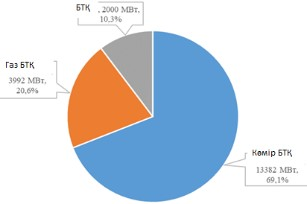 БТҚ , 2000 МВт,
10,3%
Газ БТҚ
3992 МВт,
20,6%
Көмір БТҚ
13382 МВт,
69,1%